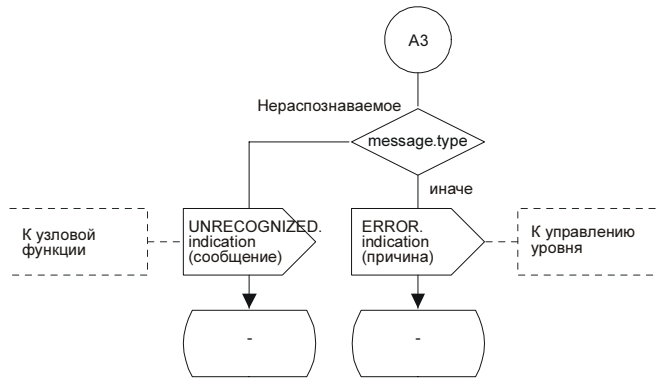 A3
Нераспознаваемое
message.type
иначе
К узловой
функции
UNRECOGNIZED.
indication
(сообщение)
ERROR.
indication
(причина)
К управлению
уровня
-
-